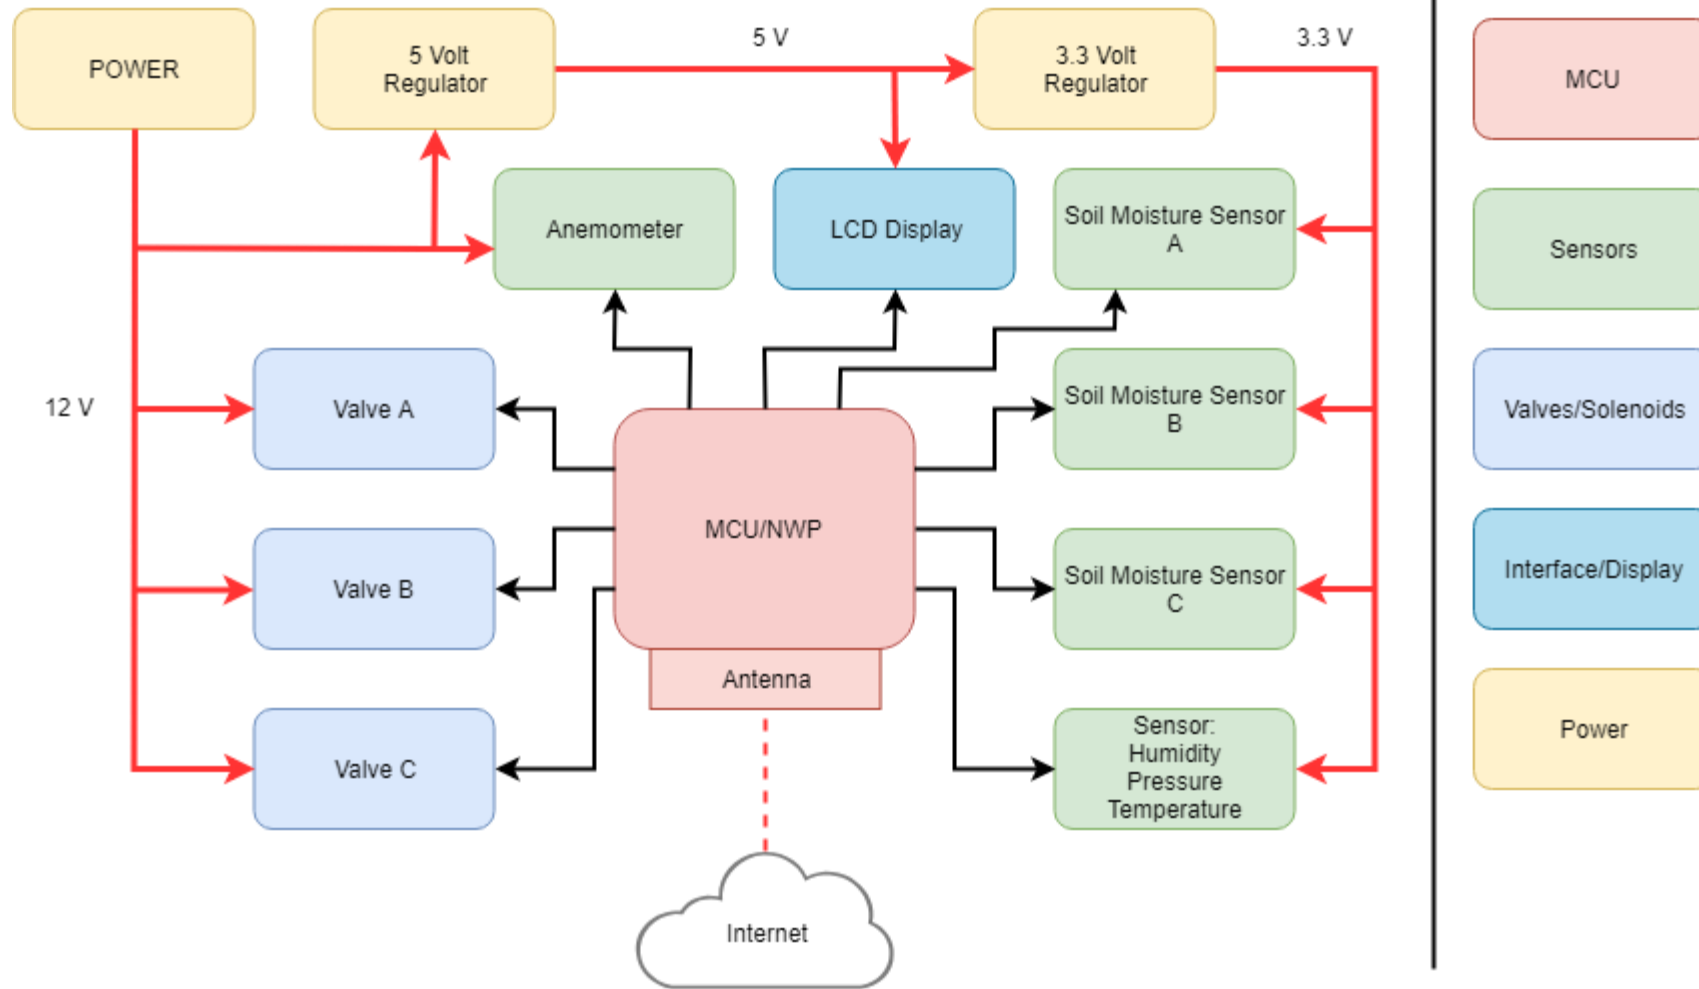 POWER
5 Volt
Regulator
5 V
3.3 Volt
Regulator
3.3 V
MCU
Anemometer
LCD Display
Soil Moisture Sensor
A
Sensors
12 V
Valve A
Soil Moisture Sensor
B
Valves/Solenoids
MCU/NWP
Valve B
Soil Moisture Sensor
C
Interface/Display
Antenna
Valve C
Sensor:
Humidity
Pressure
Temperature
Power
Internet